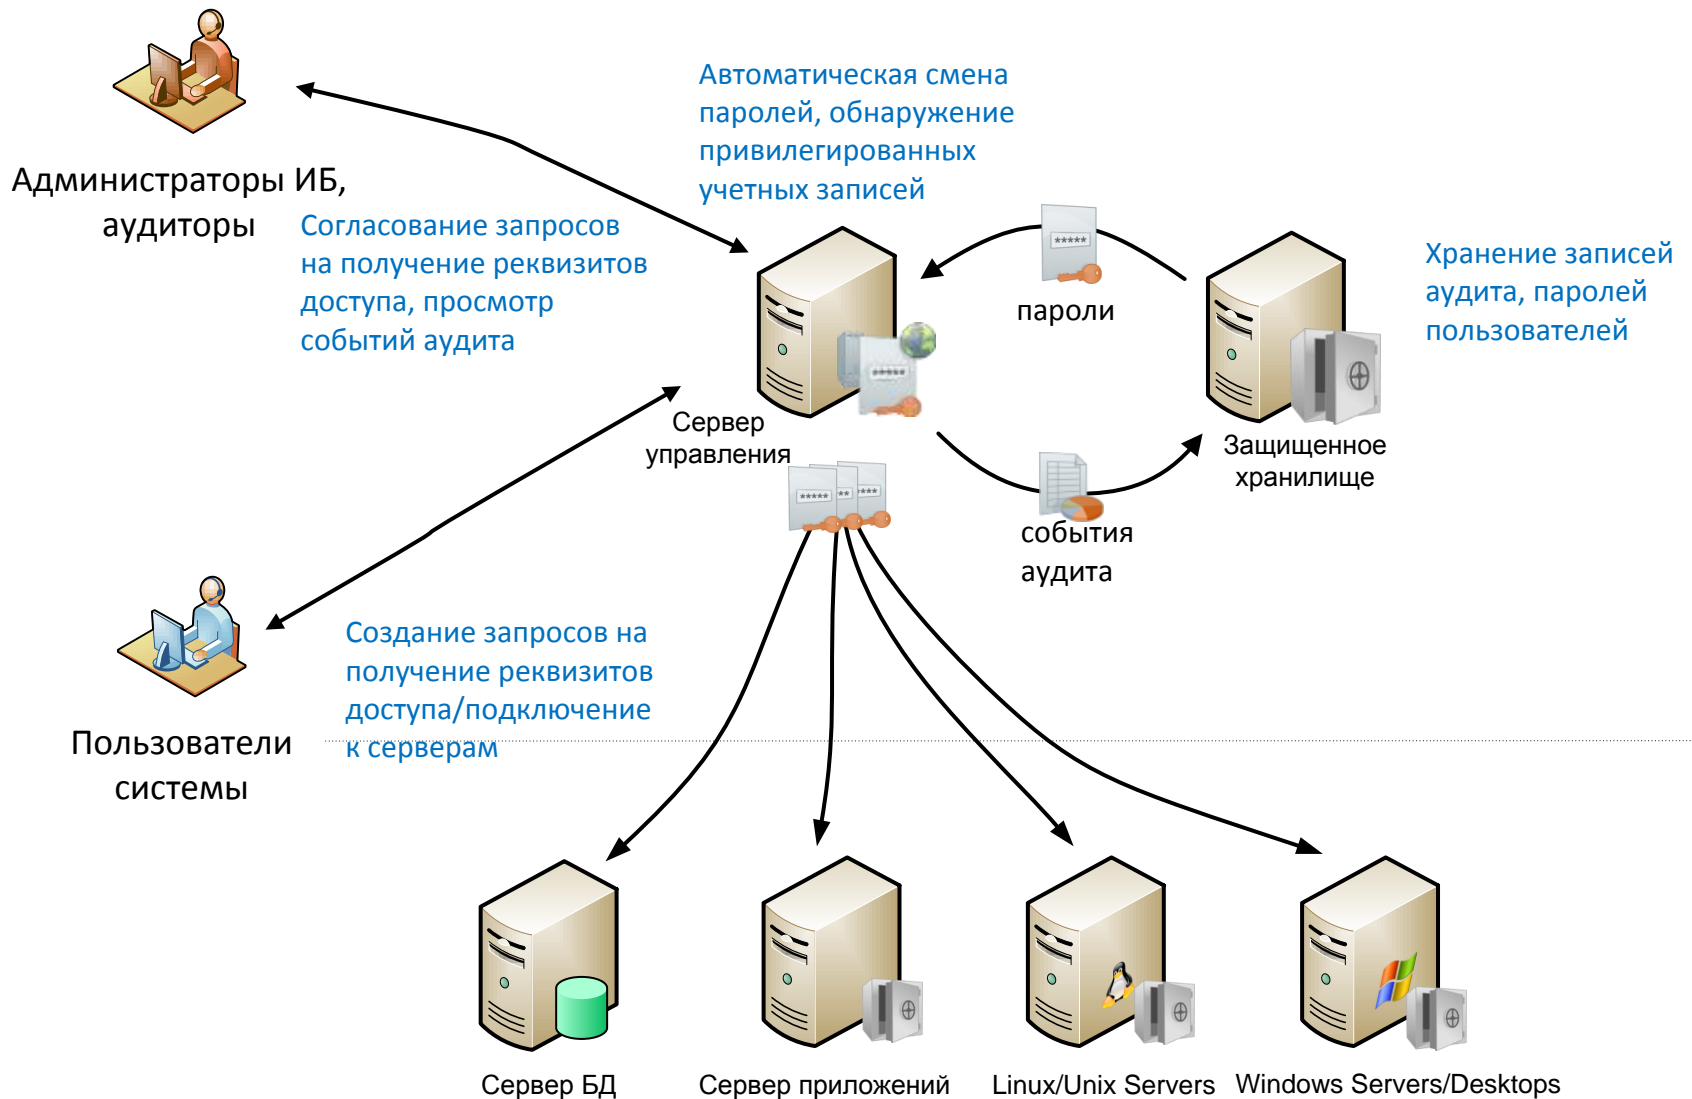 Администраторы ИБ,
аудиторы
Согласование запросов
на получение реквизитов
доступа, просмотр
событий аудита
Автоматическая смена
паролей, обнаружение
привилегированных
учетных записей
*****
пароли
Хранение записей
аудита, паролей
пользователей
*****
Сервер
управления
Защищенное
хранилище
***** ** ****
события
аудита
Создание запросов на
получение реквизитов
доступа/подключение
к серверам
Пользователи
системы
Сервер БД
Сервер приложений
Linux/Unix Servers
Windows Servers/Desktops